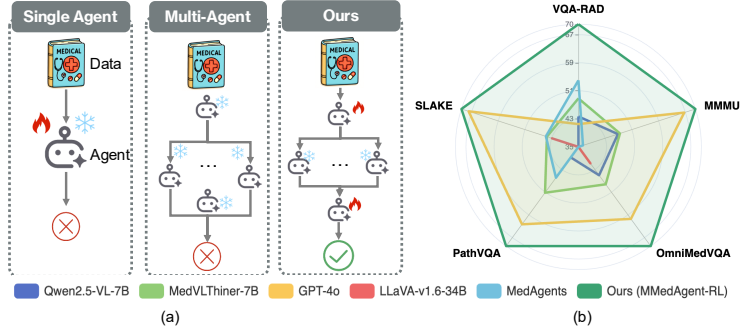 Single Agent
Multi-Agent
Ours
MEDICAL
MEDICAL
MEDICAL
Data
Agent
...
...
VQA-RAD
70
67
59
51
43
35
MMMU
OmniMedVQA
PathVQA
SLAKE
Qwen2.5-VL-7B
MedVLThiner-7B
GPT-4o
LLaVA-v1.6-34B
MedAgents
Ours (MMedAgent-RL)
(a)
(b)